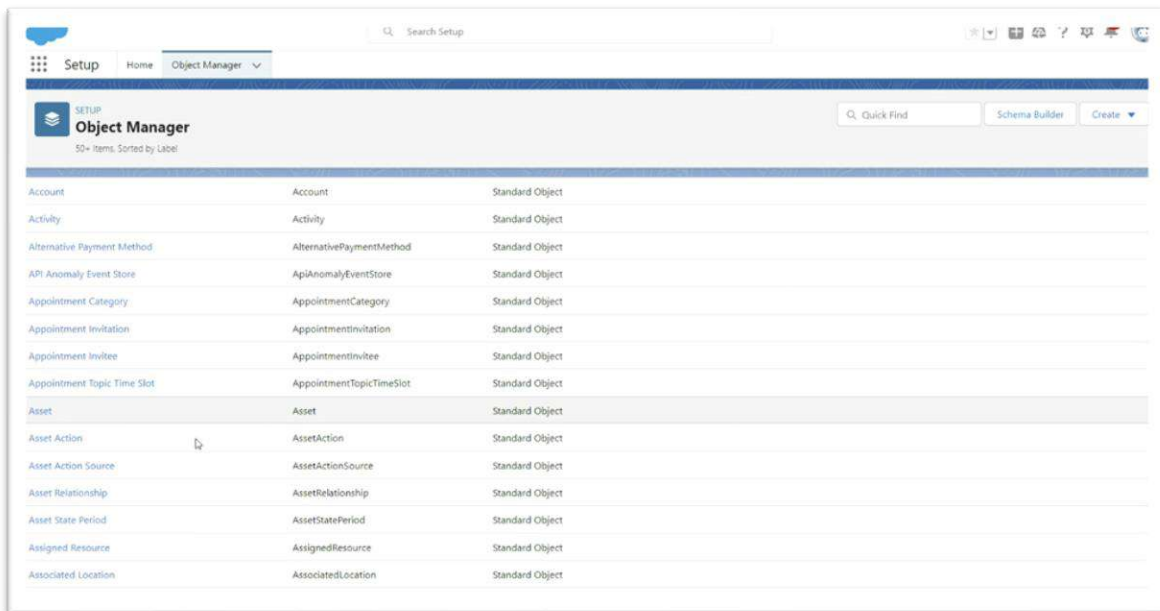 Search Setup
Setup Home Object Manager
SETUP
Object Manager
50+ Items, Sorted by Label
Quick Find Schema Builder Create
Account Account Standard Object
Activity Activity Standard Object
Alternative Payment Method AlternativePaymentMethod Standard Object
API Anomaly Event Store ApiAnomalyEventStore Standard Object
Appointment Category AppointmentCategory Standard Object
Appointment Invitation AppointmentInvitation Standard Object
Appointment Invitee AppointmentInvitee Standard Object
Appointment Topic Time Slot AppointmentTopicTimeSlot Standard Object
Asset Asset Standard Object
Asset Action AssetAction Standard Object
Asset Action Source AssetActionSource Standard Object
Asset Relationship AssetRelationship Standard Object
Asset State Period AssetStatePeriod Standard Object
Assigned Resource AssignedResource Standard Object
Associated Location AssociatedLocation Standard Object